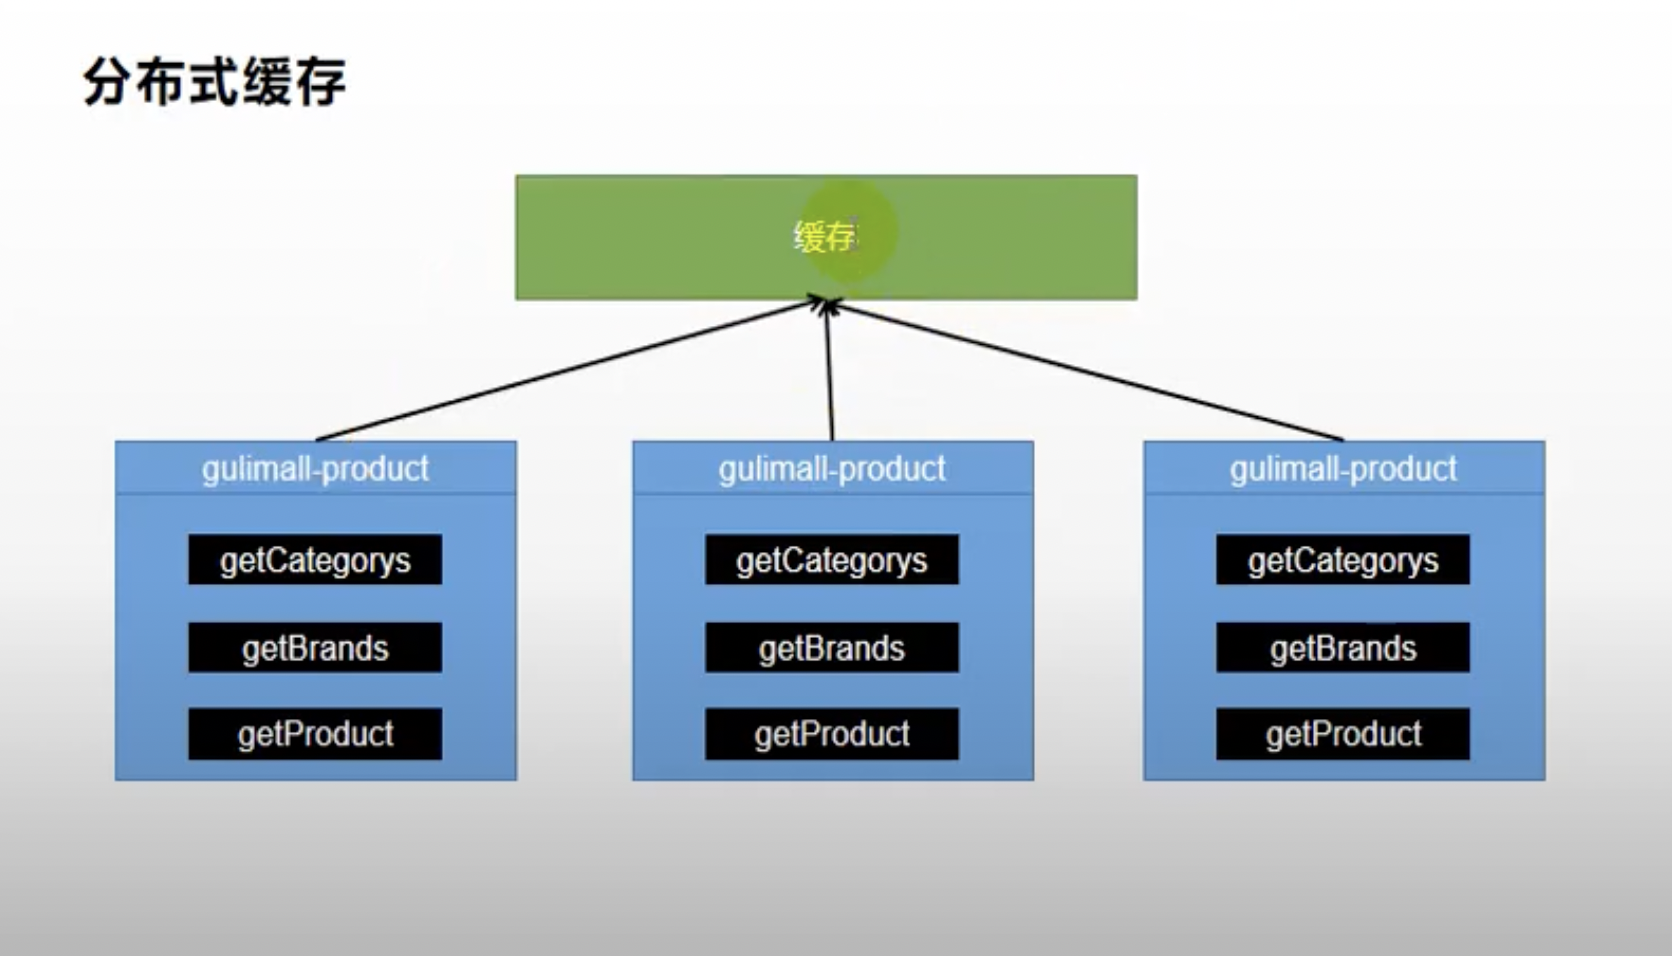 分布式缓存
缓存
gulimall-product
getCategorys
getBrands
getProduct
gulimall-product
getCategorys
getBrands
getProduct
gulimall-product
getCategorys
getBrands
getProduct